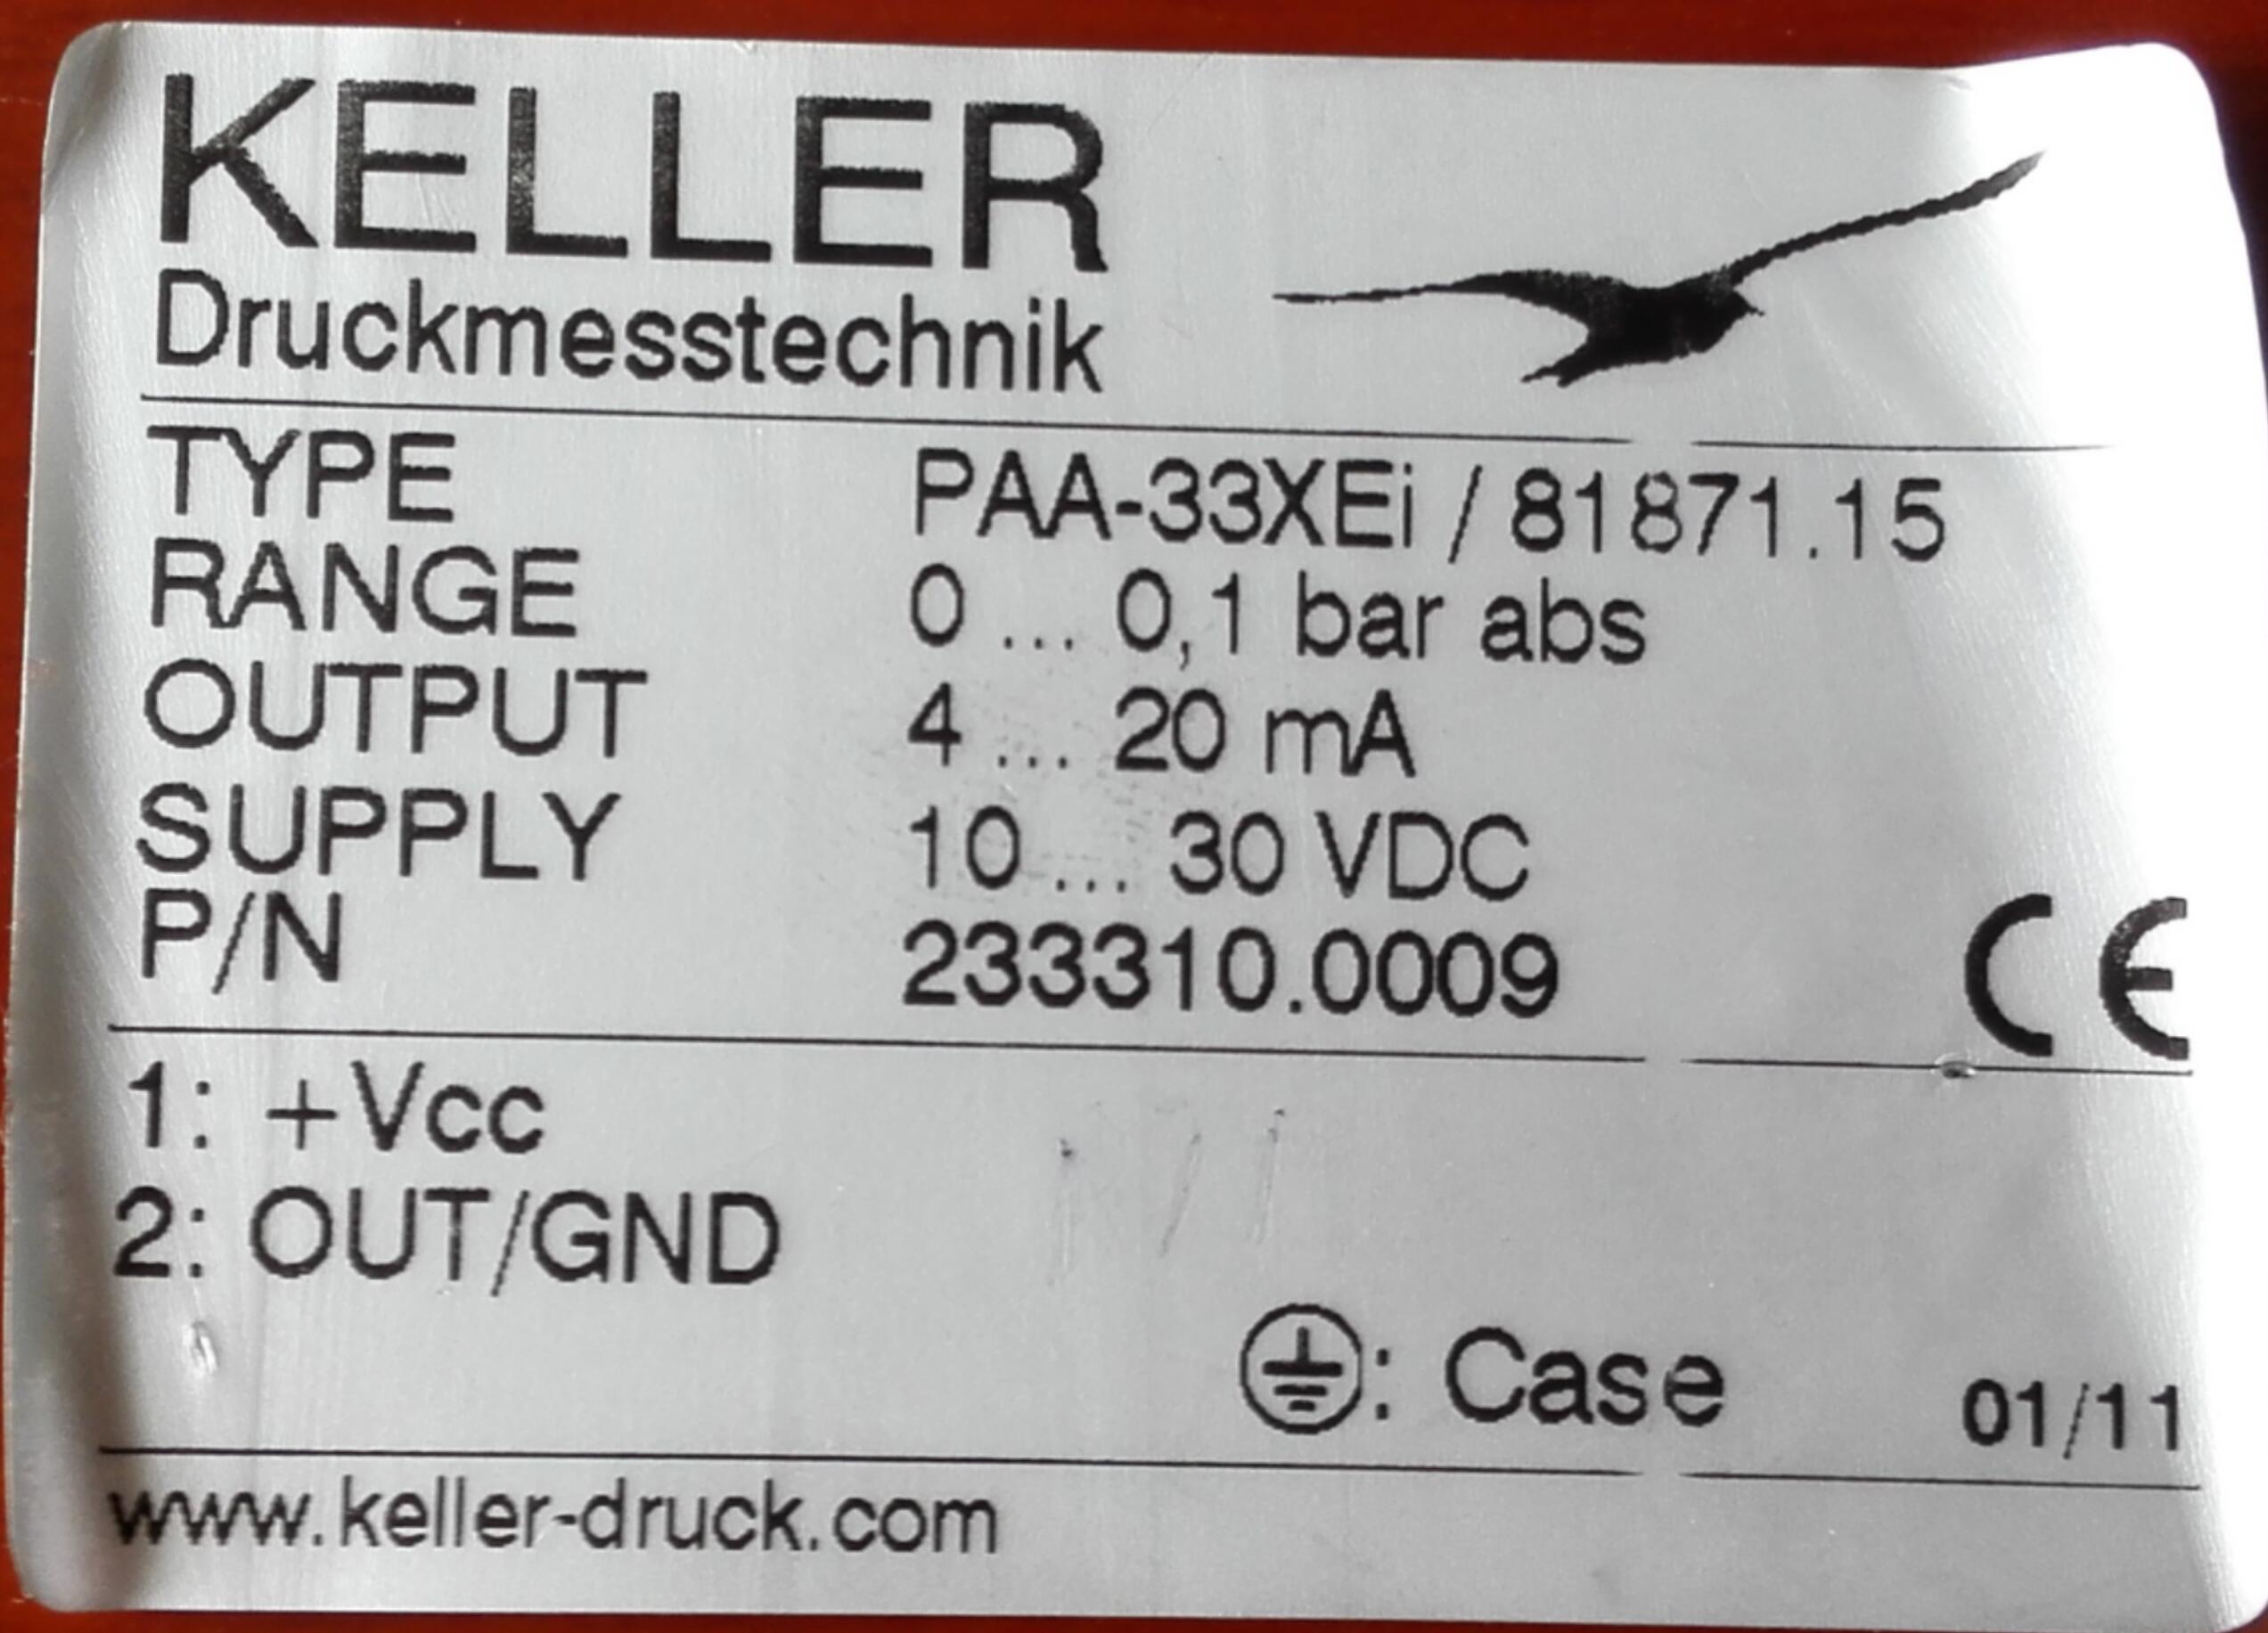 KELLER
Druckmesstechnik
TYPE PAA-33XEi / 81871.15
RANGE 0 ... 0,1 bar abs
OUTPUT 4 ... 20 mA
SUPPLY 10 ... 30 VDC
P/N 233310.0009
CE
1: +Vcc
2: OUT/GND
: Case 01/11
www.keller-druck.com